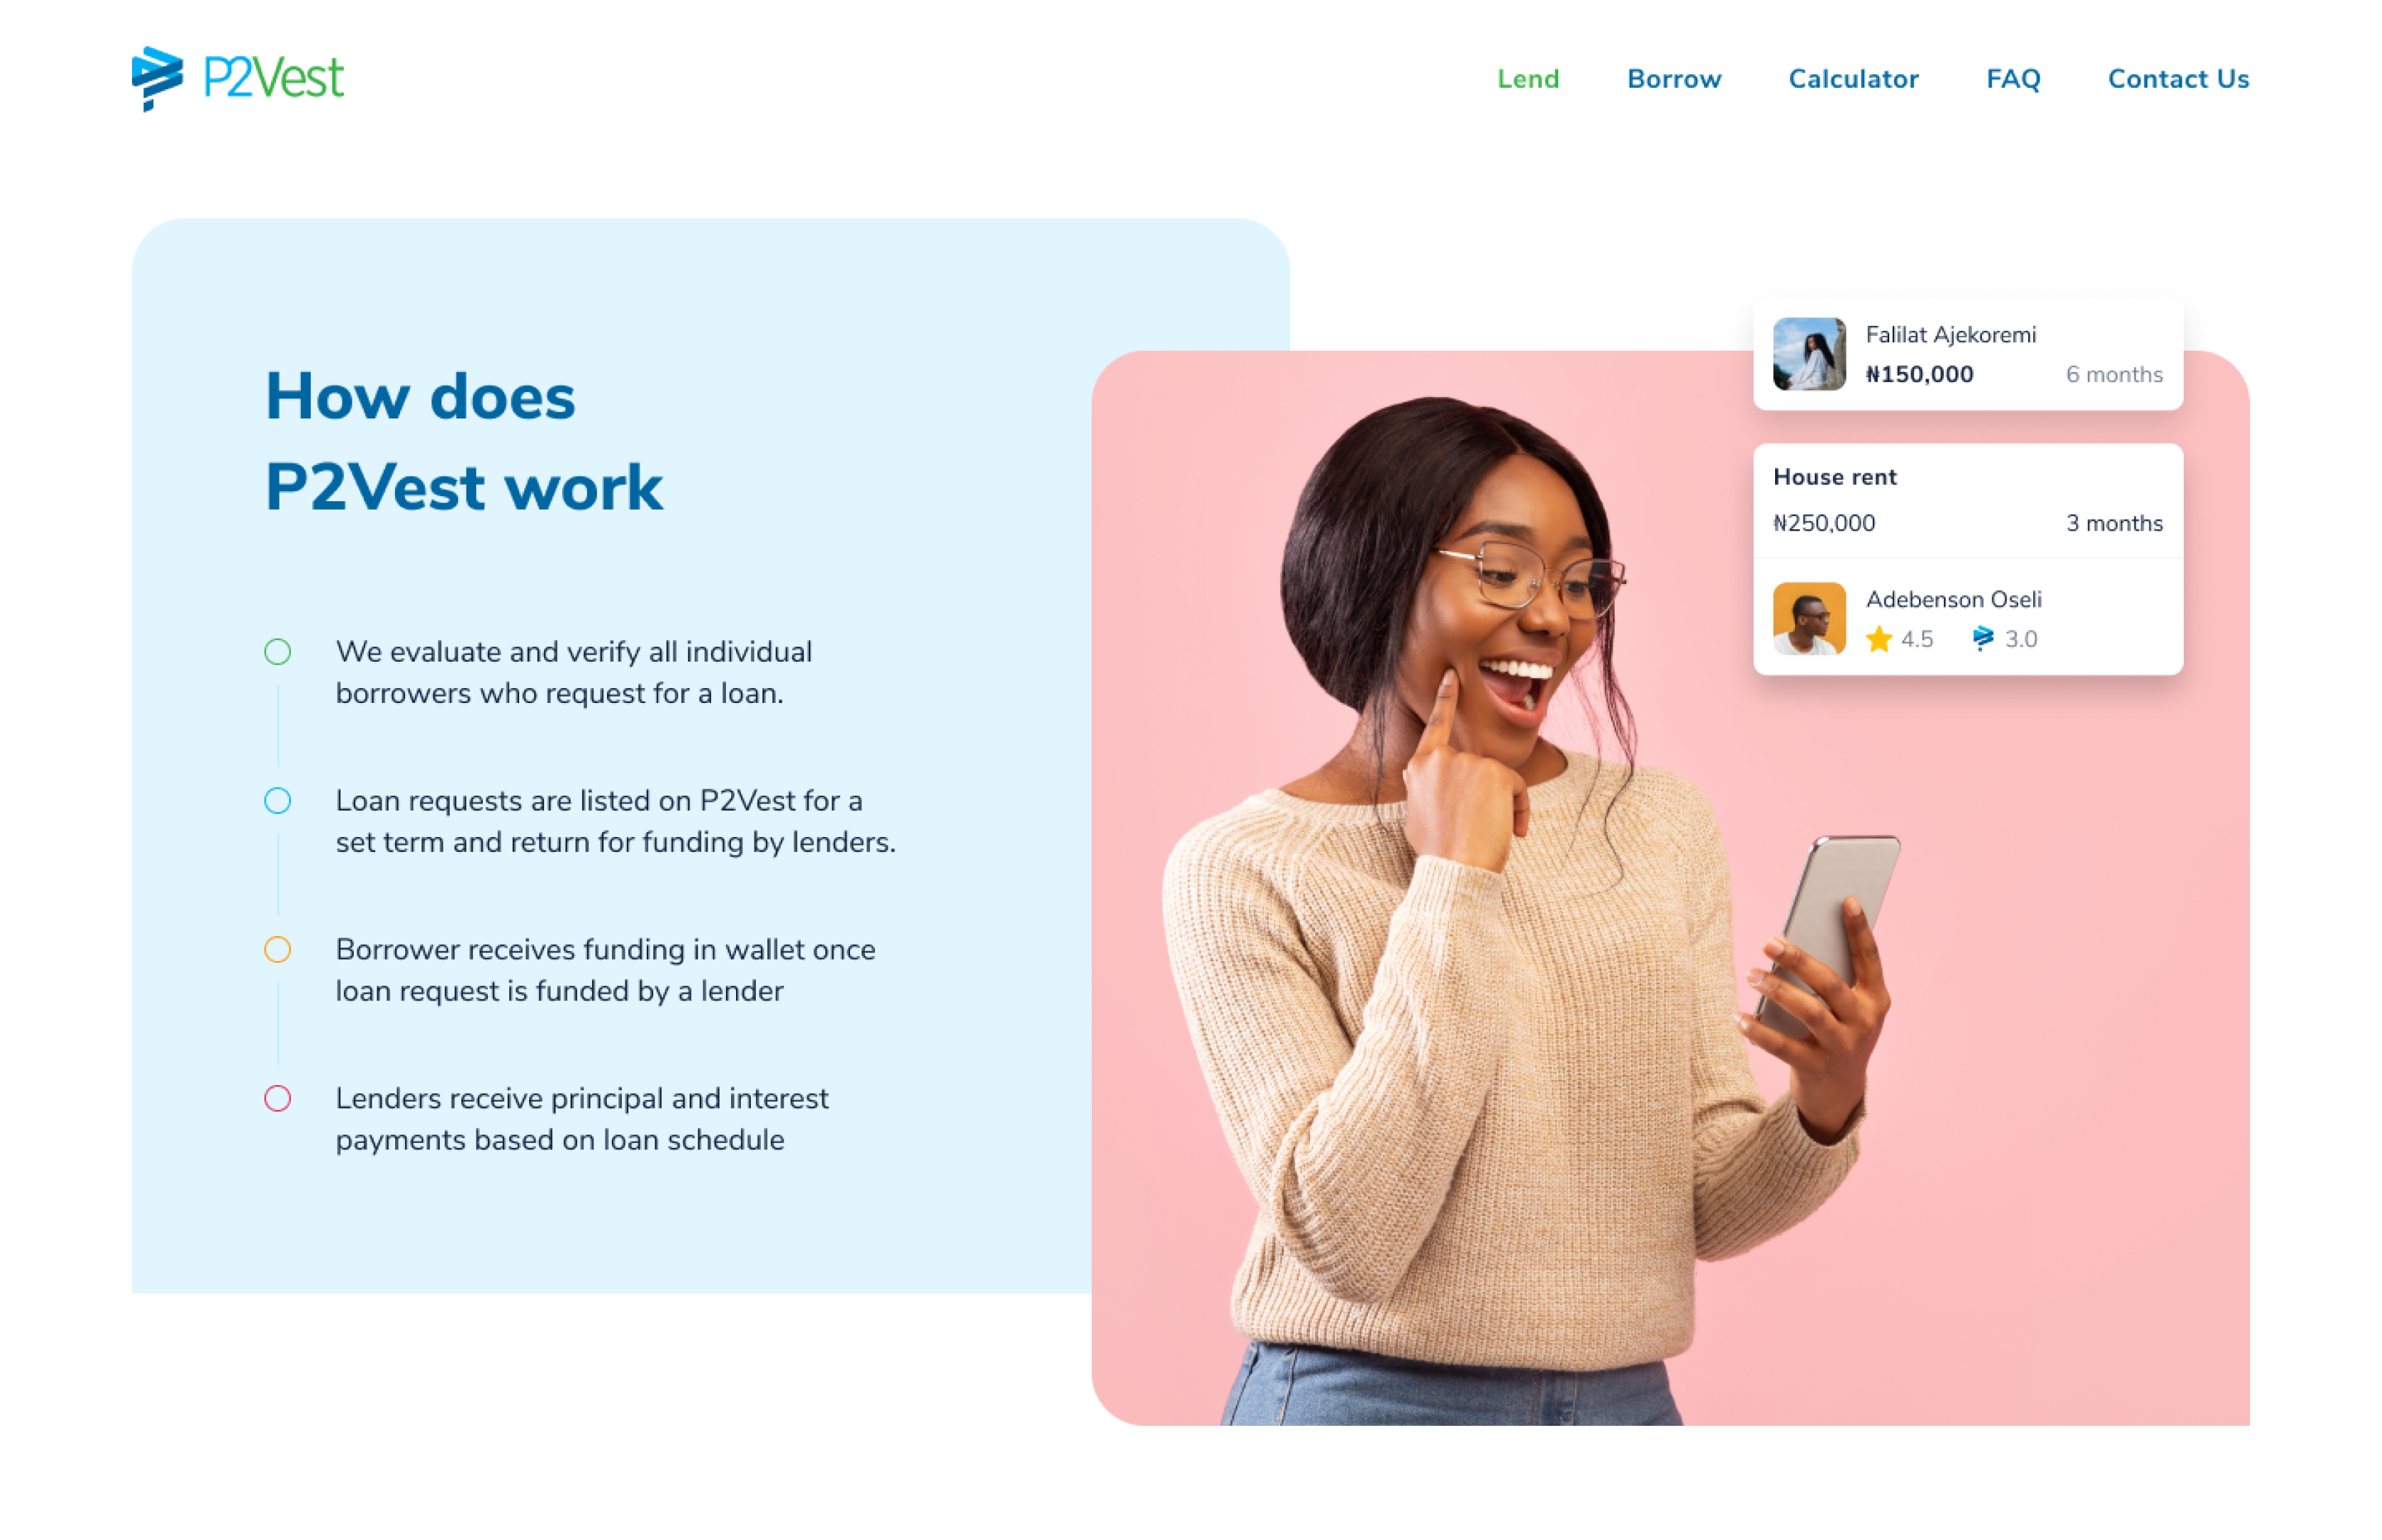 P2Vest
Lend Borrow Calculator FAQ Contact Us
How does
P2Vest work
We evaluate and verify all individual
borrowers who request for a loan.
Loan requests are listed on P2Vest for a
set term and return for funding by lenders.
Borrower receives funding in wallet once
loan request is funded by a lender
Lenders receive principal and interest
payments based on loan schedule
Falilat Ajekoremi
₦150,000 6 months
House rent
₦250,000 3 months
Adebenson Oseli
4.5 3.0